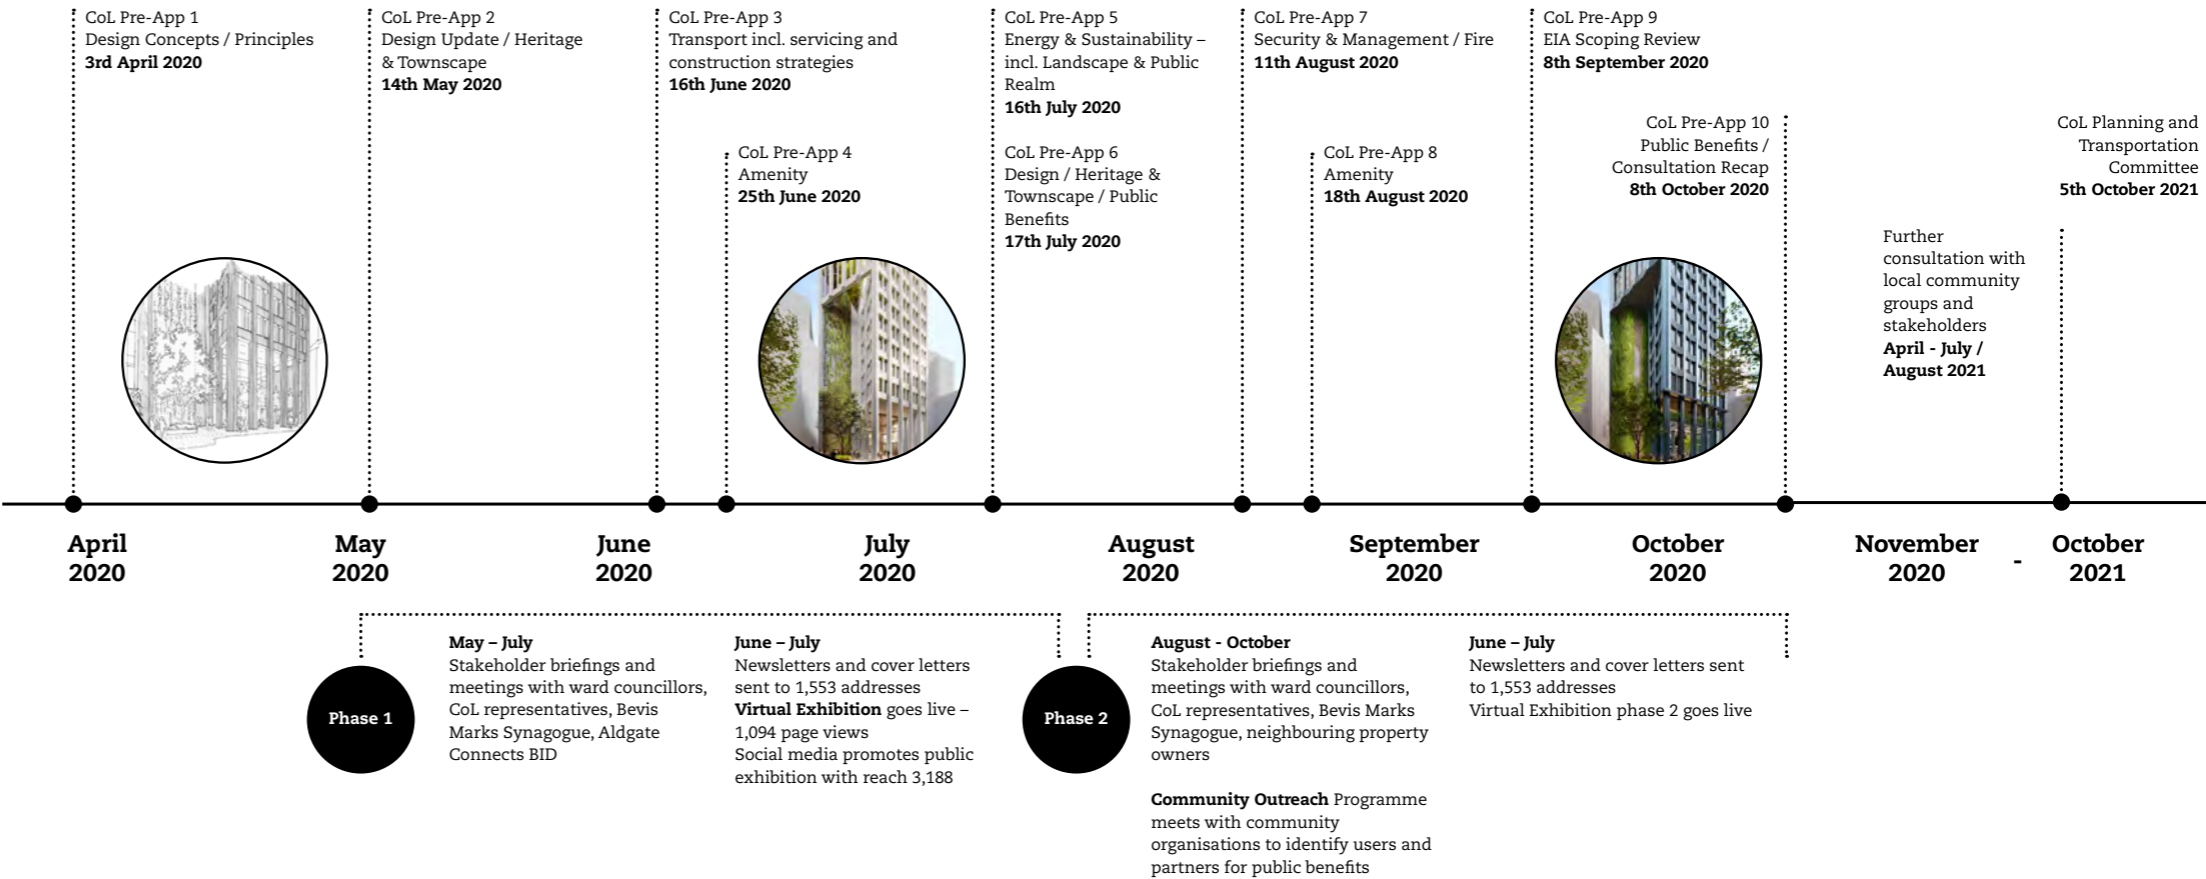 CoL Pre-App 1
Design Concepts / Principles
3rd April 2020
CoL Pre-App 2
Design Update / Heritage
& Townscape
14th May 2020
CoL Pre-App 3
Transport incl. servicing and
construction strategies
16th June 2020
CoL Pre-App 4
Amenity
25th June 2020
CoL Pre-App 5
Energy & Sustainability –
incl. Landscape & Public
Realm
16th July 2020
CoL Pre-App 6
Design / Heritage &
Townscape / Public
Benefits
17th July 2020
CoL Pre-App 7
Security & Management / Fire
11th August 2020
CoL Pre-App 8
Amenity
18th August 2020
CoL Pre-App 9
EIA Scoping Review
8th September 2020
CoL Pre-App 10
Public Benefits /
Consultation Recap
8th October 2020
Further
consultation with
local community
groups and
stakeholders
April - July /
August 2021
CoL Planning and
Transportation
Committee
5th October 2021
April
2020
May
2020
June
2020
July
2020
August
2020
September
2020
October
2020
November
2020
-
October
2021
Phase 1
May – July
Stakeholder briefings and
meetings with ward councillors,
CoL representatives, Bevis
Marks Synagogue, Aldgate
Connects BID
June – July
Newsletters and cover letters
sent to 1,553 addresses
Virtual Exhibition goes live –
1,094 page views
Social media promotes public
exhibition with reach 3,188
Phase 2
August - October
Stakeholder briefings and
meetings with ward councillors,
CoL representatives, Bevis Marks
Synagogue, neighbouring property
owners
Community Outreach Programme
meets with community
organisations to identify users and
partners for public benefits
June – July
Newsletters and cover letters sent
to 1,553 addresses
Virtual Exhibition phase 2 goes live